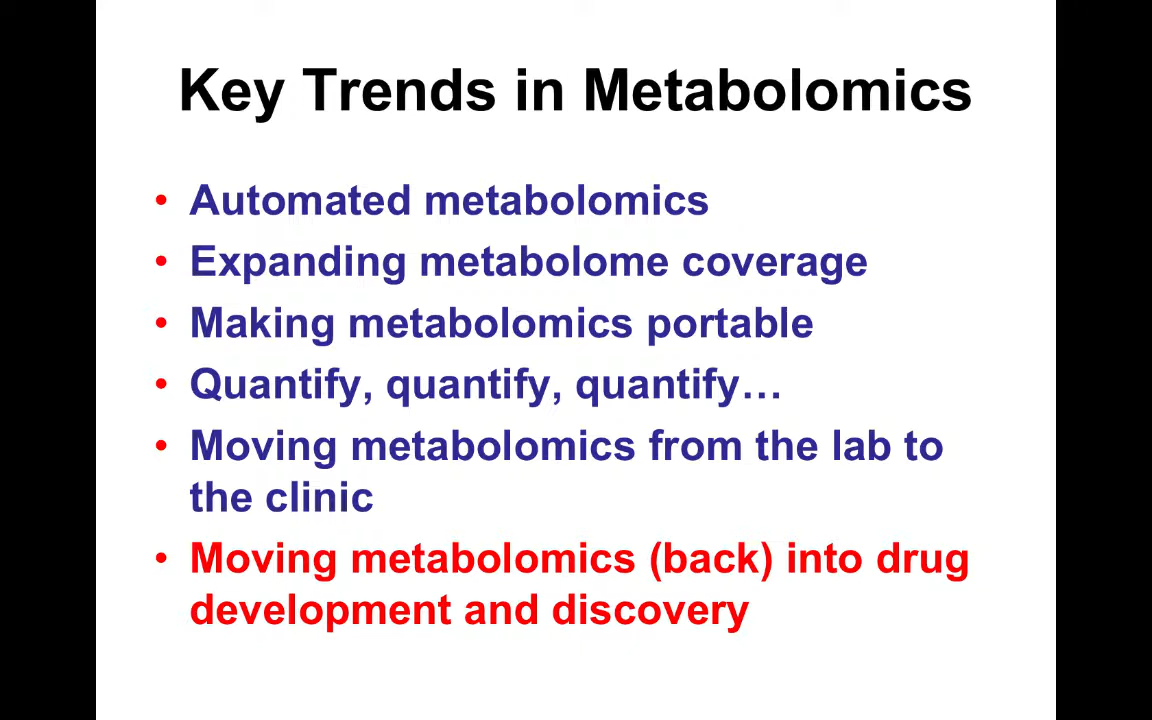 Key Trends in Metabolomics
• Automated metabolomics
• Expanding metabolome coverage
• Making metabolomics portable
• Quantify, quantify, quantify…
• Moving metabolomics from the lab to
the clinic
• Moving metabolomics (back) into drug
development and discovery